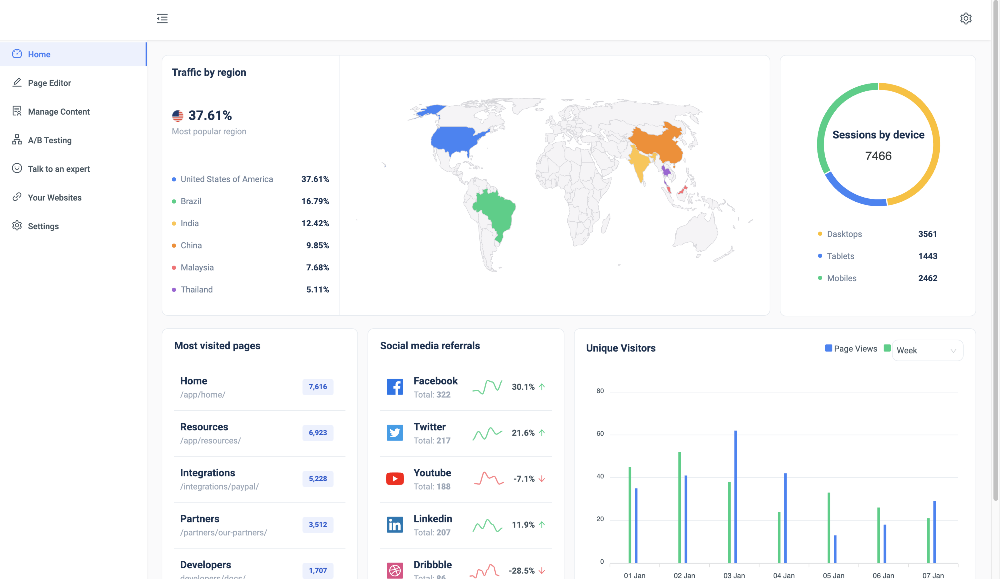 Home
Page Editor
Manage Content
A/B Testing
Talk to an expert
Your Websites
Settings
Traffic by region
37.61%
Most popular region
United States of America 37.61%
Brazil 16.79%
India 12.42%
China 9.85%
Malaysia 7.68%
Thailand 5.11%
Sessions by device
7466
Dasktops 3561
Tablets 1443
Mobiles 2462
Most visited pages
Home 7,616
/app/home/
Resources 6,923
/app/resources/
Integrations 5,228
/integrations/paypal/
Partners 3,512
/partners/our-partners/
Developers 1,707
developers/docs/
Social media referrals
Facebook 30.1%
Total: 322
Twitter 21.6%
Total: 217
Youtube -7.1%
Total: 188
Linkedin 11.9%
Total: 207
Dribbble -28.5%
Total: 86
Unique Visitors
Page Views
Week
80
60
40
20
0
01 Jan 02 Jan 03 Jan 04 Jan 05 Jan 06 Jan 07 Jan